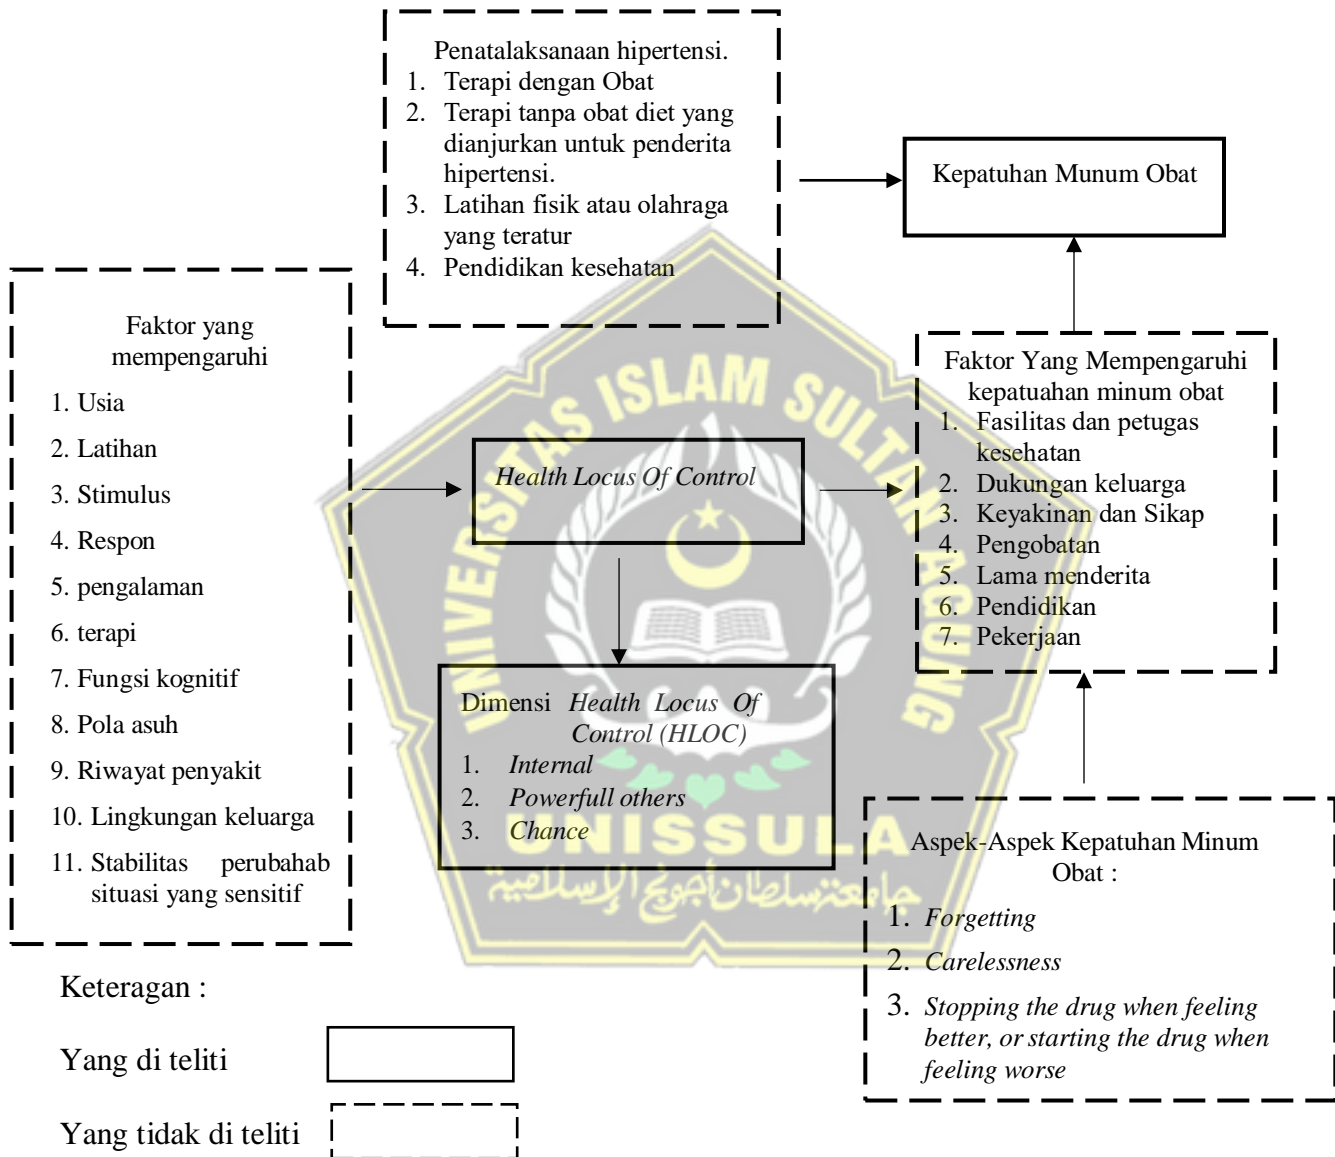 Penatalaksanaan hipertensi.
1. Terapi dengan Obat
2. Terapi tanpa obat diet yang
dianjurkan untuk penderita
hipertensi.
3. Latihan fisik atau olahraga
yang teratur
4. Pendidikan kesehatan
Kepatuhan Munum Obat
Faktor yang
mempengaruhi
1. Usia
2. Latihan
3. Stimulus
4. Respon
5. pengalaman
6. terapi
7. Fungsi kognitif
8. Pola asuh
9. Riwayat penyakit
10. Lingkungan keluarga
11. Stabilitas perubahab
situasi yang sensitif
Health Locus Of Control
Dimensi Health Locus Of
Control (HLOC)
1. Internal
2. Powerfull others
3. Chance
Faktor Yang Mempengaruhi
kepatuahan minum obat
1. Fasilitas dan petugas
kesehatan
2. Dukungan keluarga
3. Keyakinan dan Sikap
4. Pengobatan
5. Lama menderita
6. Pendidikan
7. Pekerjaan
Aspek-Aspek Kepatuhan Minum
Obat :
1. Forgetting
2. Carelessness
3. Stopping the drug when feeling
better, or starting the drug when
feeling worse
UNIVERSITAS ISLAM SULTAN AGUNG
UNISSULA
جامعة سلطان أجونج الإسلامية
Keteragan :
Yang di teliti
Yang tidak di teliti